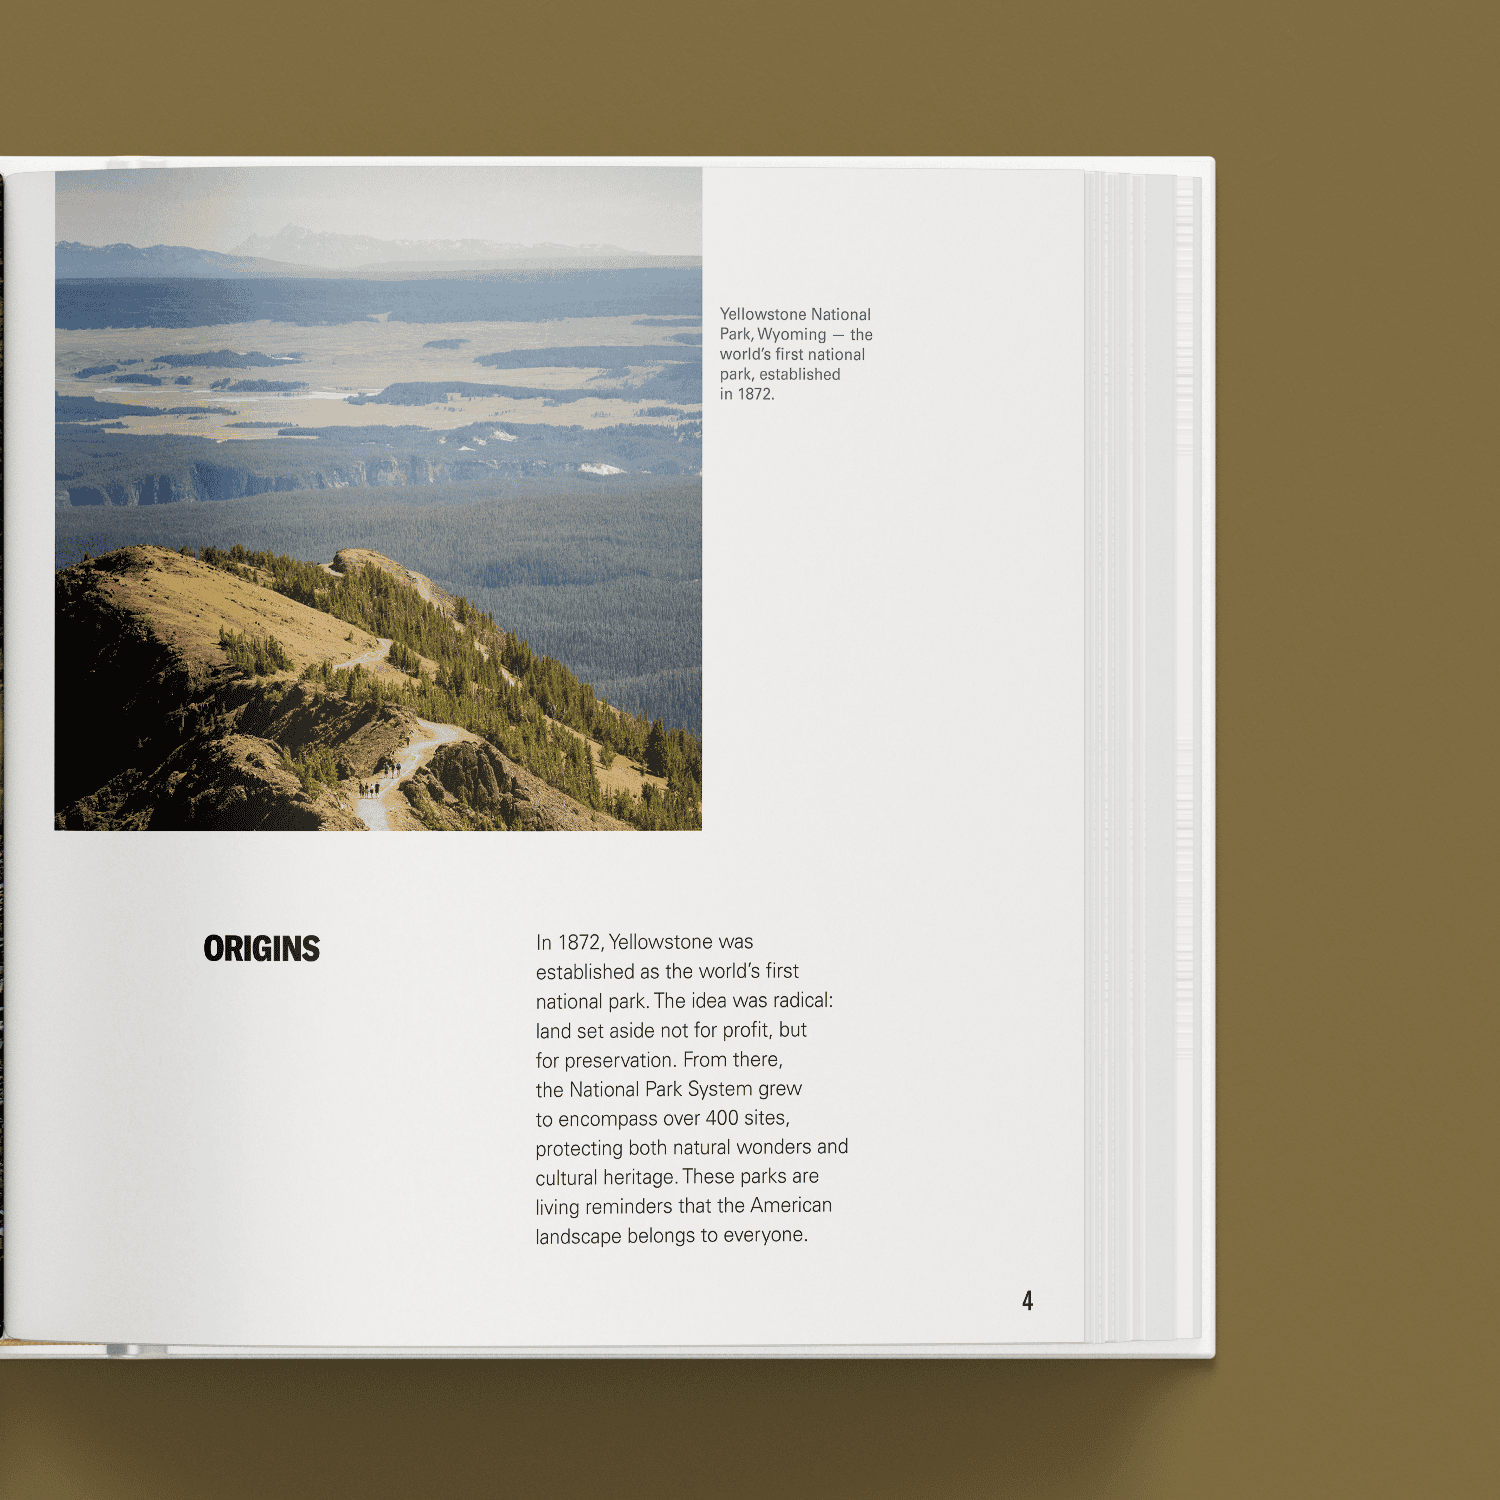 Yellowstone National
Park, Wyoming — the
world’s first national
park, established
in 1872.
ORIGINS
In 1872, Yellowstone was
established as the world’s first
national park. The idea was radical:
land set aside not for profit, but
for preservation. From there,
the National Park System grew
to encompass over 400 sites,
protecting both natural wonders and
cultural heritage. These parks are
living reminders that the American
landscape belongs to everyone.
4